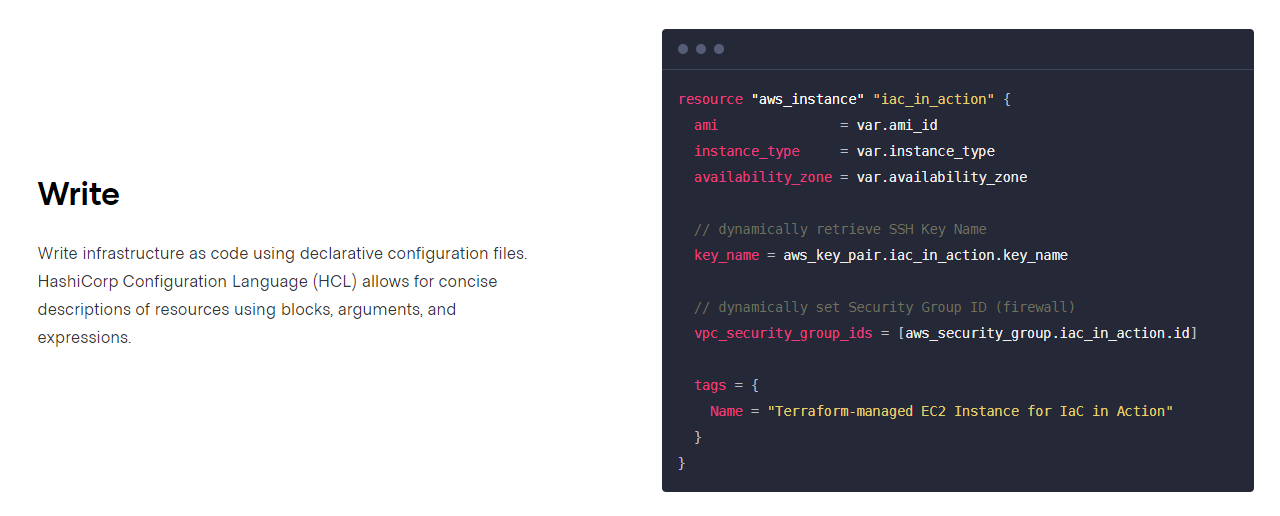 Write
Write infrastructure as code using declarative configuration files.
HashiCorp Configuration Language (HCL) allows for concise
descriptions of resources using blocks, arguments, and
expressions.
resource "aws_instance" "iac_in_action" {
  ami               = var.ami_id
  instance_type     = var.instance_type
  availability_zone = var.availability_zone
  // dynamically retrieve SSH Key Name
  key_name = aws_key_pair.iac_in_action.key_name
  // dynamically set Security Group ID (firewall)
  vpc_security_group_ids = [aws_security_group.iac_in_action.id]
  tags = {
    Name = "Terraform-managed EC2 Instance for IaC in Action"
  }
}